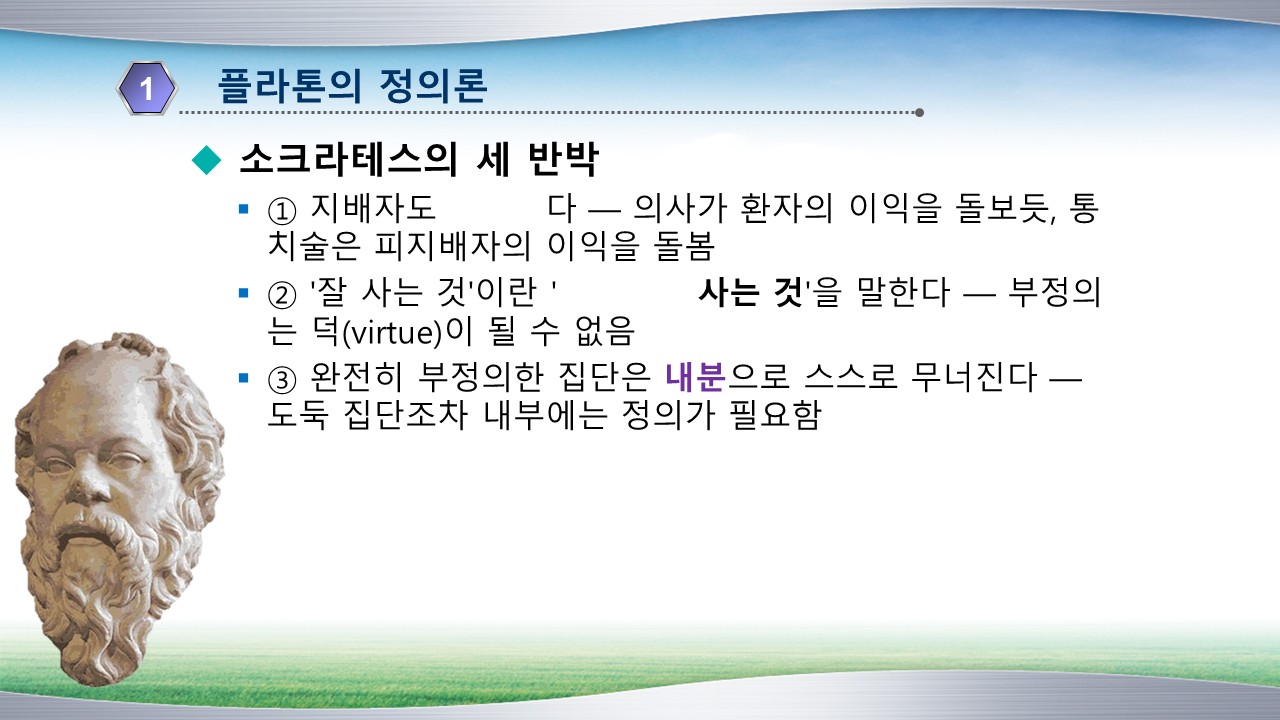 1 플라톤의 정의론
소크라테스의 세 반박
① 지배자도 다 — 의사가 환자의 이익을 돌보듯, 통
치술은 피지배자의 이익을 돌봄
② '잘 사는 것'이란 ' 사는 것'을 말한다 — 부정의
는 덕(virtue)이 될 수 없음
③ 완전히 부정의한 집단은 내분으로 스스로 무너진다 —
도둑 집단조차 내부에는 정의가 필요함